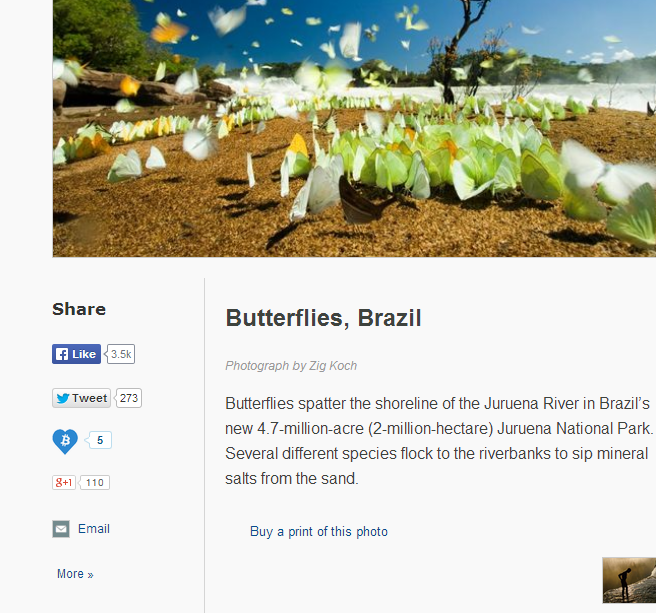 Share
Like 3.5k
Tweet 273
5
g+1 110
Email
More »
Butterflies, Brazil
Photograph by Zig Koch
Butterflies spatter the shoreline of the Juruena River in Brazil's
new 4.7-million-acre (2-million-hectare) Juruena National Park.
Several different species flock to the riverbanks to sip mineral
salts from the sand.
Buy a print of this photo